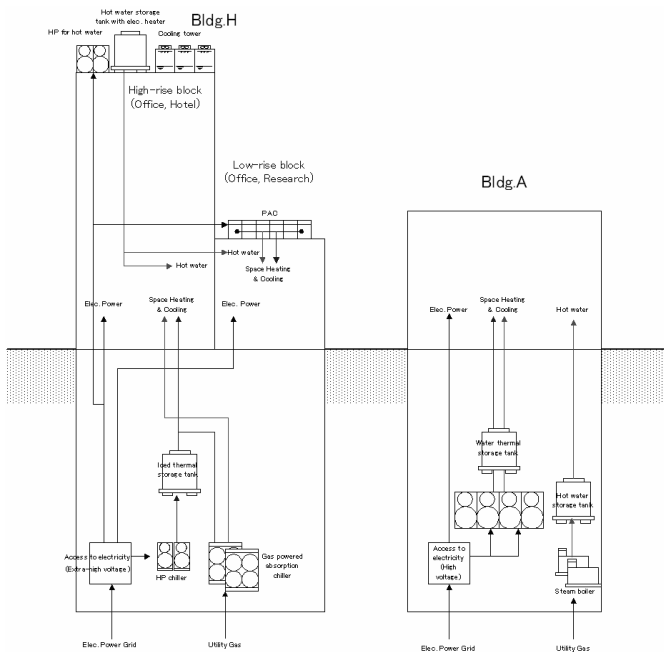 Hot water storage
tank with elec. heater
Bldg.H
HP for hot water
Cooling tower
High-rise block
(Office, Hotel)
Low-rise block
(Office, Research)
PAC
Hot water
Hot water
Space Heating
& Cooling
Elec. Power
Space Heating
& Cooling
Elec. Power
Iced thermal
storage tank
Access to electricity
(Extra-high voltage)
HP chiller
Gas powered
absorption
chiller
Elec. Power Grid
Utility Gas
Bldg.A
Elec. Power
Space Heating
& Cooling
Hot water
Water thermal
storage tank
Hot water
storage tank
Access to
electricity
(High
voltage)
Steam boiler
Elec. Power Grid
Utility Gas